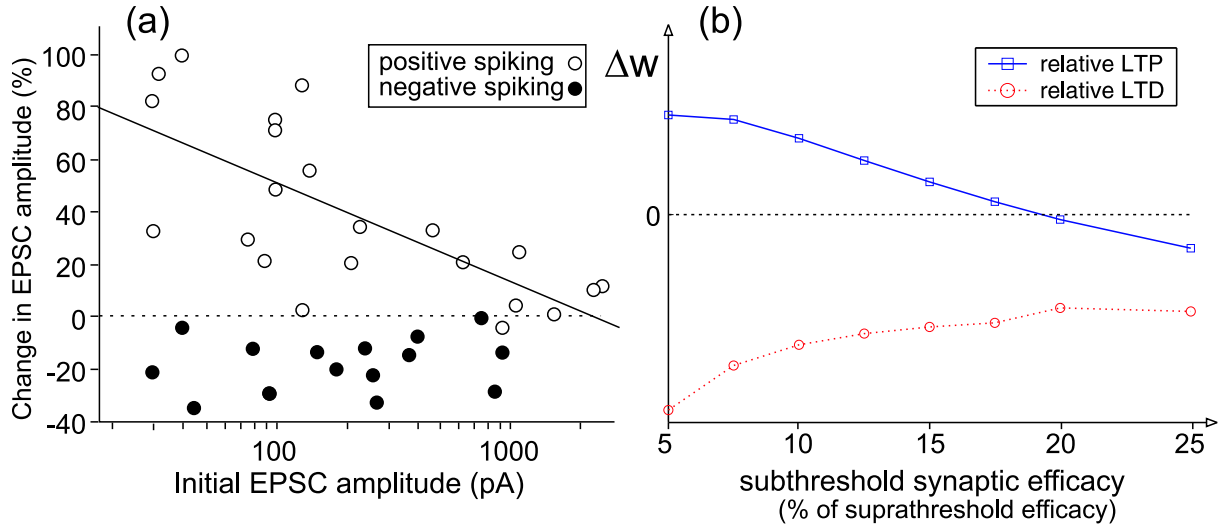 (a)
positive spiking
negative spiking
Change in EPSC amplitude (%)
100
80
60
40
20
0
-20
-40
100
1000
Initial EPSC amplitude (pA)
(b)
Δw
relative LTP
relative LTD
0
5
10
15
20
25
subthreshold synaptic efficacy
(% of suprathreshold efficacy)